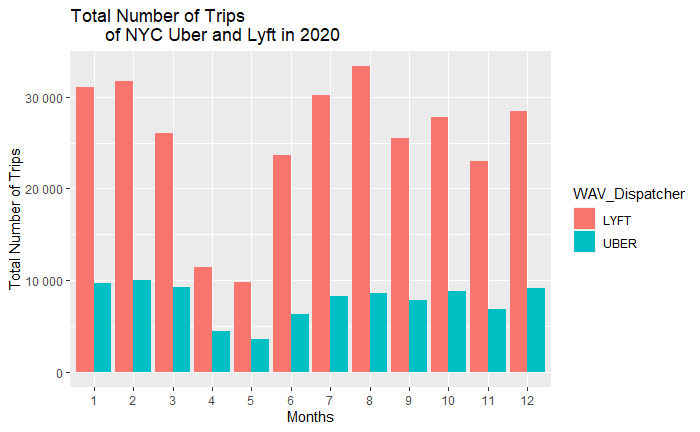 Total Number of Trips
of NYC Uber and Lyft in 2020
Total Number of Trips
30 000
20 000
10 000
0
1 2 3 4 5 6 7 8 9 10 11 12
Months
WAV_Dispatcher
LYFT
UBER